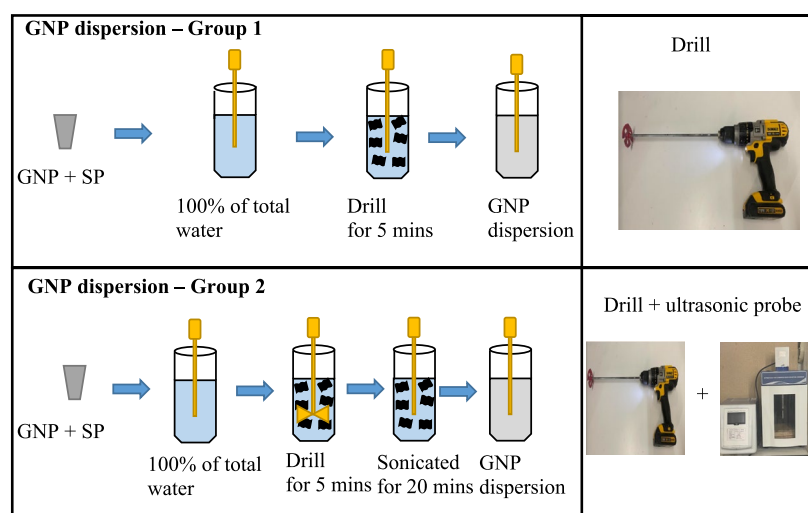 GNP dispersion – Group 1
GNP + SP
100% of total
water
Drill
for 5 mins
GNP
dispersion
Drill
GNP dispersion – Group 2
GNP + SP
100% of total
water
Drill
for 5 mins
Sonicated
for 20 mins
GNP
dispersion
Drill + ultrasonic probe
+